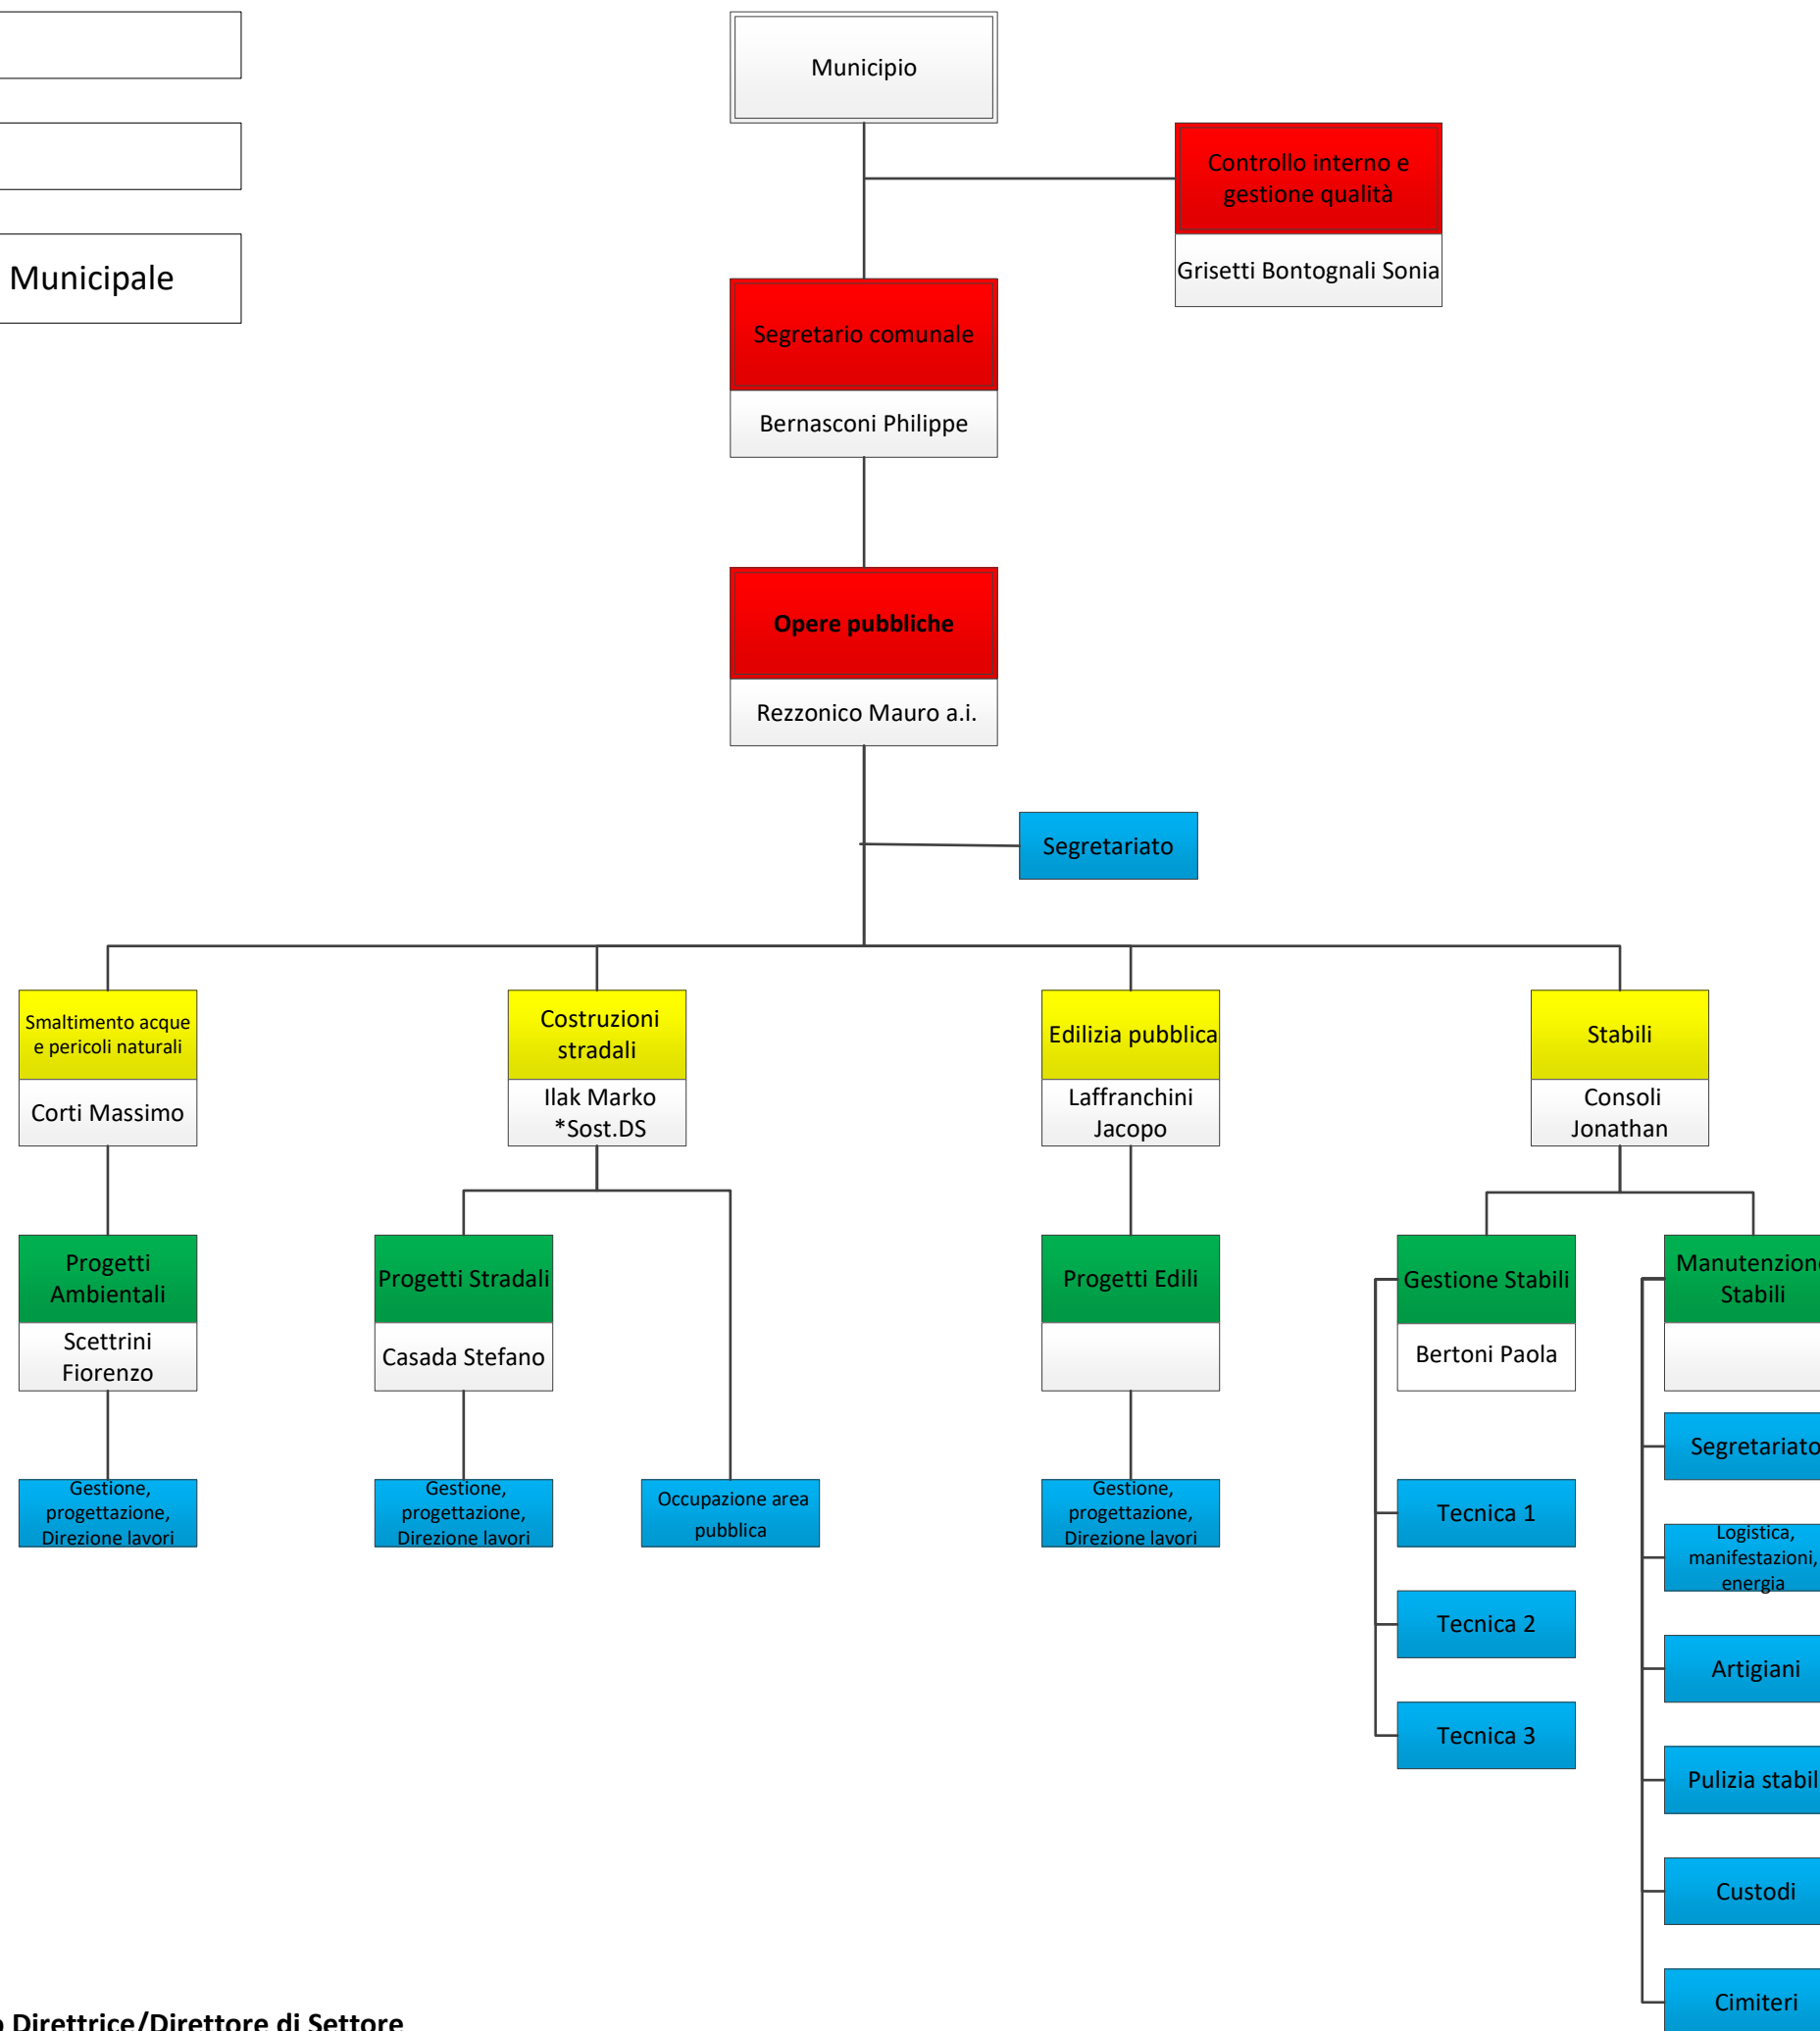 Municipio
Controllo interno e
gestione qualità
Grisetti Bontognali Sonia
Municipale
Segretario comunale
Bernasconi Philippe
Opere pubbliche
Rezzonico Mauro a.i.
Segretariato
Smaltimento acque
e pericoli naturali
Corti Massimo
Costruzioni
stradali
Ilak Marko
*Sost.DS
Edilizia pubblica
Laffranchini
Jacopo
Stabili
Consoli
Jonathan
Progetti
Ambientali
Scettrini
Fiorenzo
Progetti Stradali
Casada Stefano
Progetti Edili
Gestione Stabili
Bertoni Paola
Manutenzione
Stabili
Gestione,
progettazione,
Direzione lavori
Gestione,
progettazione,
Direzione lavori
Occupazione area
pubblica
Gestione,
progettazione,
Direzione lavori
Tecnica 1
Tecnica 2
Tecnica 3
Segretariato
Logistica,
manifestazioni,
energia
Artigiani
Pulizia stabil
Custodi
Cimiteri
Direttrice/Direttore di Settore